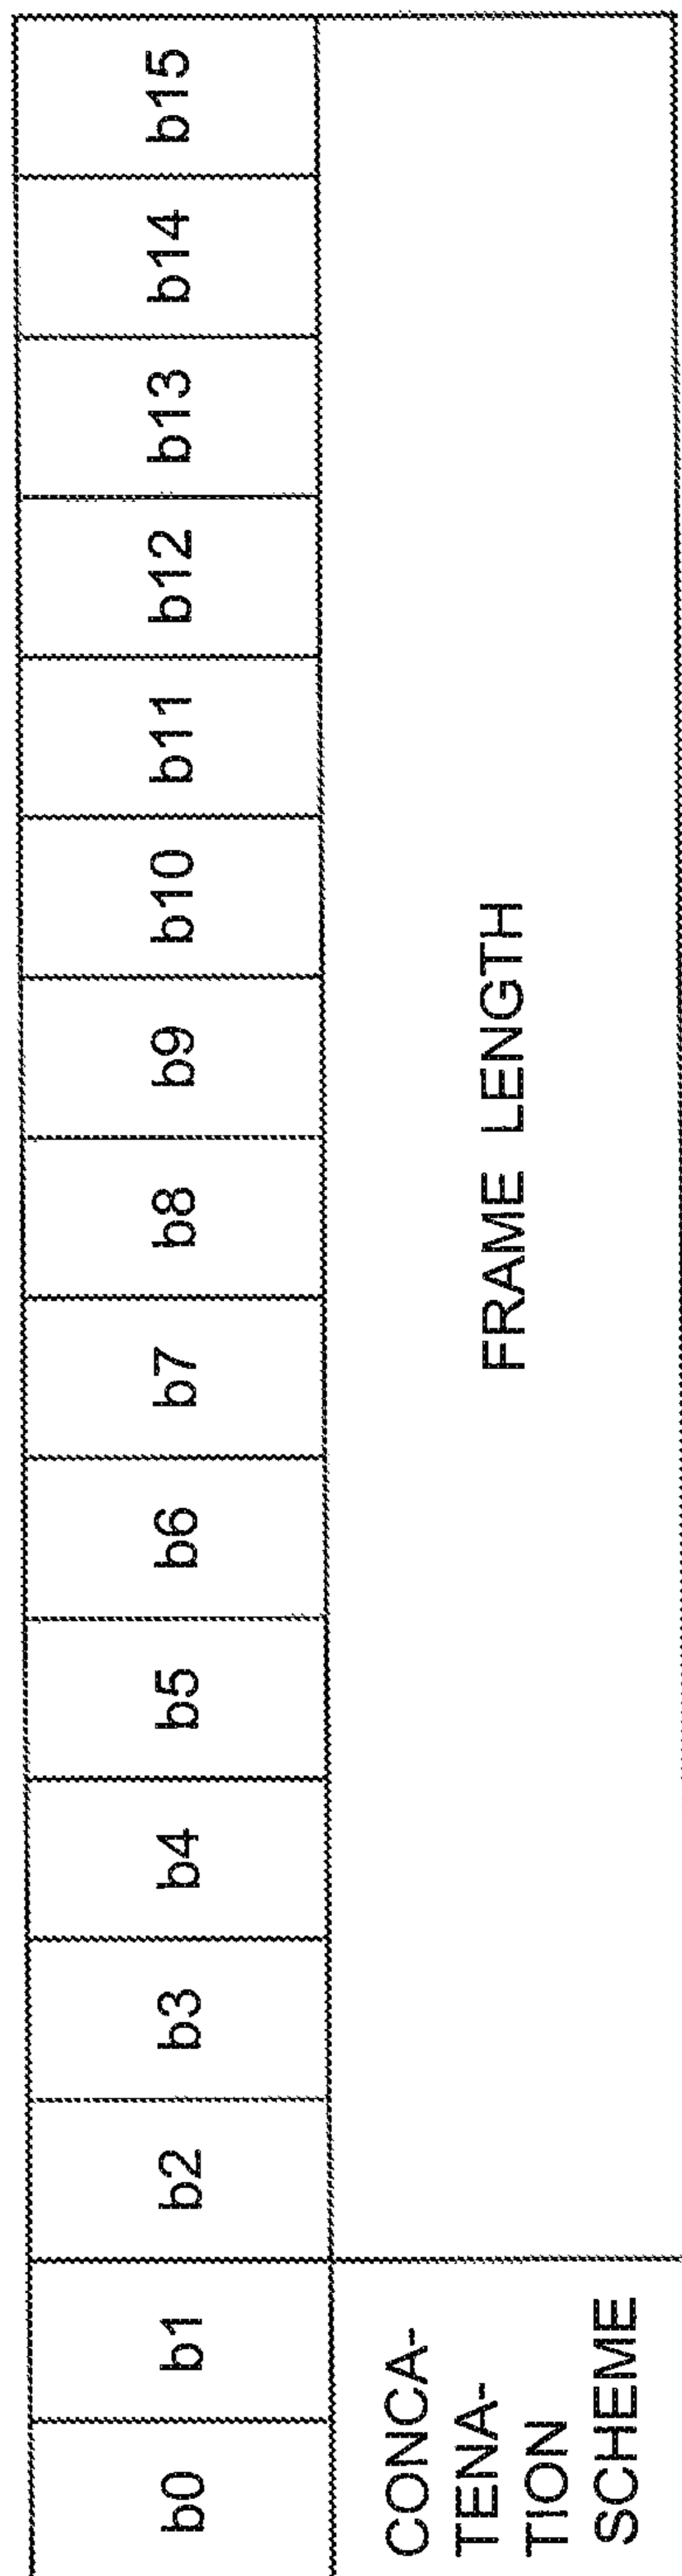 b0 b1 b2 b3 b4 b5 b6 b7 b8 b9 b10 b11 b12 b13 b14 b15
CONCA-
TENA-
TION
SCHEME
FRAME LENGTH